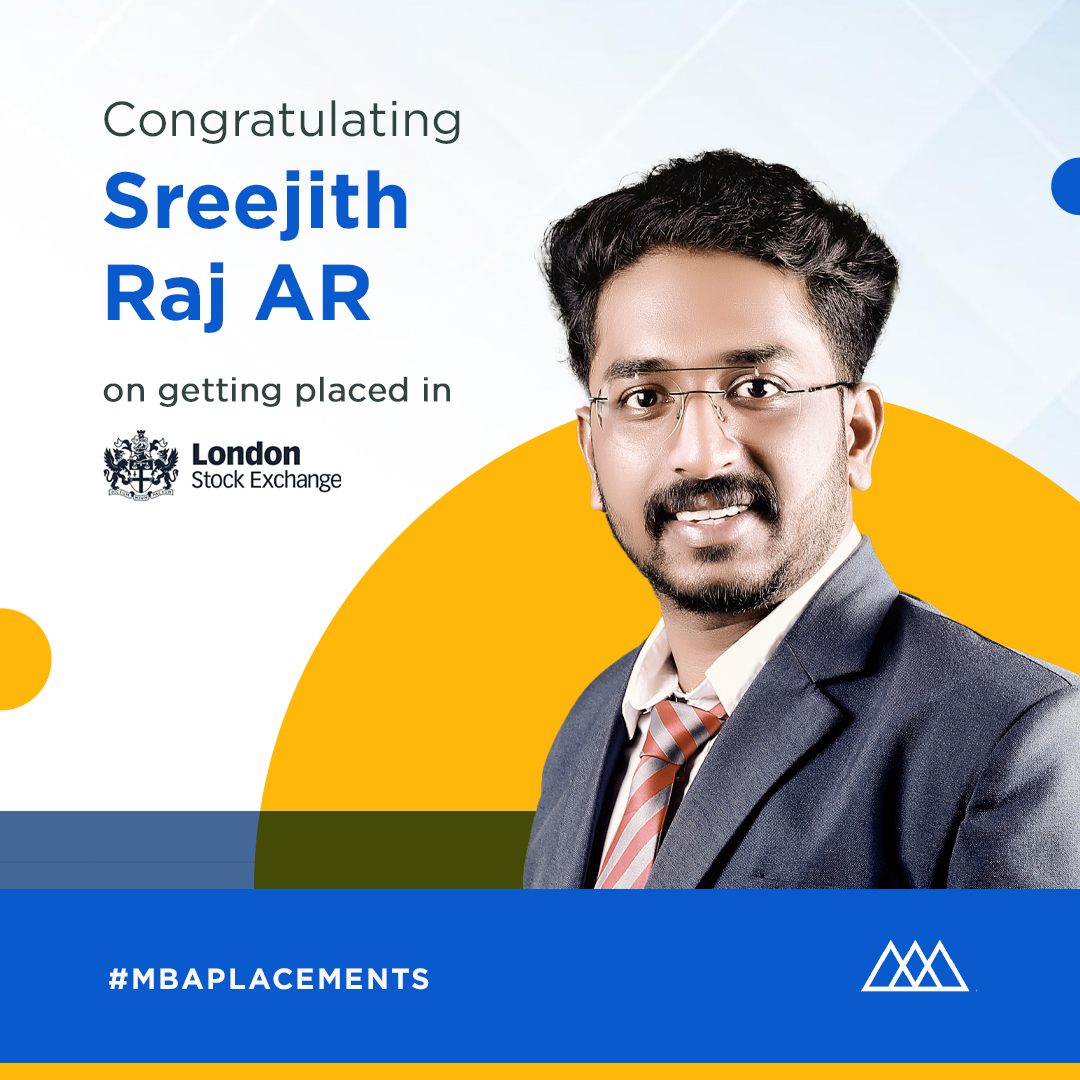 Congratulating
Sreejith
Raj AR
on getting placed in
London
Stock Exchange
#MBAPLACEMENTS